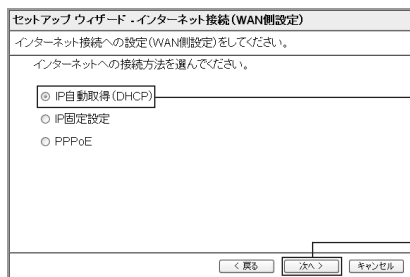 セットアップ ウィザード - インターネット接続(WAN側設定)
インターネット接続への設定(WAN側設定)をしてください。
インターネットへの接続方法を選んでください。
IP自動取得(DHCP)
IP固定設定
PPPoE
< 戻る 次へ > キャンセル